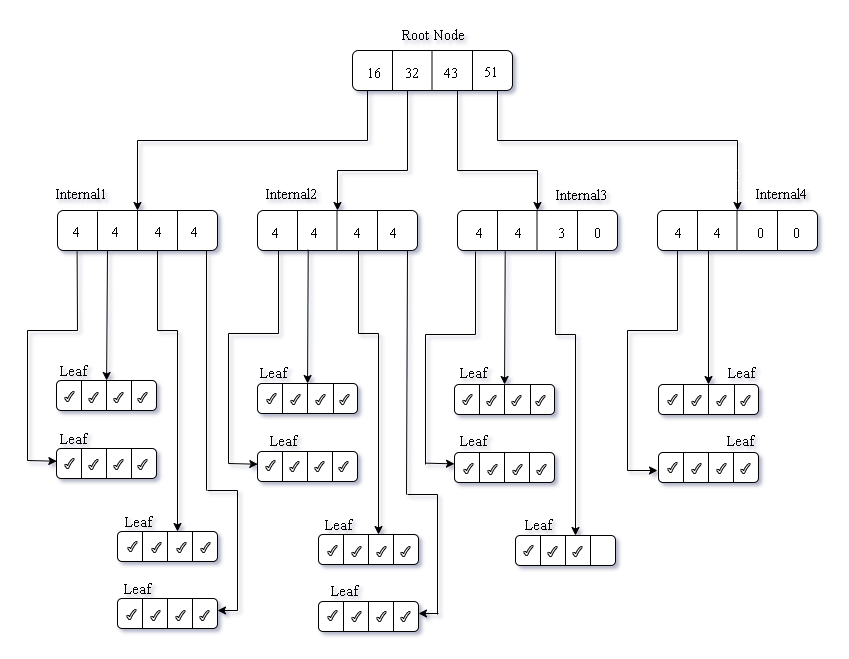 Root Node
16 32 43 51
Internal1
Internal2
Internal3
Internal4
4 4 4 4
4 4 4 4
4 4 3 0
4 4 0 0
Leaf
✓ ✓ ✓ ✓
Leaf
✓ ✓ ✓ ✓
Leaf
✓ ✓ ✓ ✓
Leaf
✓ ✓ ✓ ✓
Leaf
✓ ✓ ✓ ✓
Leaf
✓ ✓ ✓ ✓
Leaf
✓ ✓ ✓ ✓
Leaf
✓ ✓ ✓ ✓
Leaf
✓ ✓ ✓ ✓
Leaf
✓ ✓ ✓ ✓
Leaf
✓ ✓ ✓
Leaf
✓ ✓ ✓ ✓
Leaf
✓ ✓ ✓ ✓